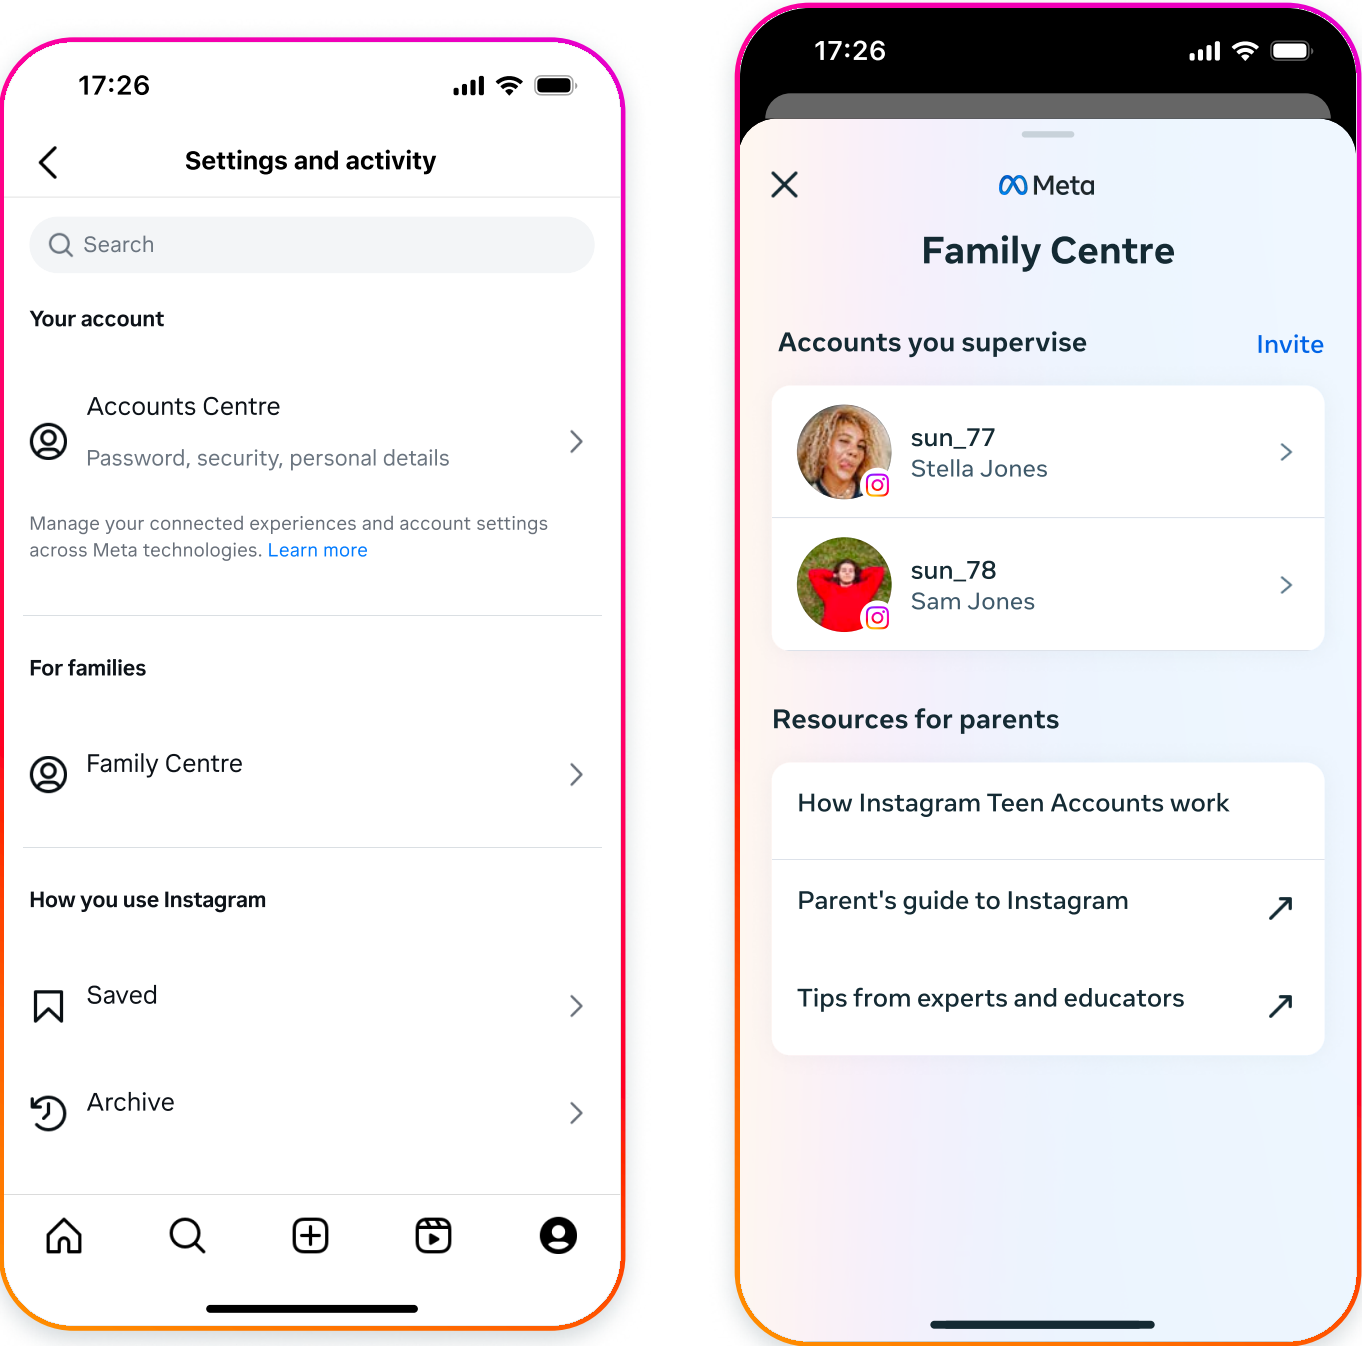 17:26
Settings and activity
Search
Your account
Accounts Centre
Password, security, personal details
Manage your connected experiences and account settings
across Meta technologies. Learn more
For families
Family Centre
How you use Instagram
Saved
Archive
17:26
Meta
Family Centre
Accounts you supervise
Invite
sun_77
Stella Jones
sun_78
Sam Jones
Resources for parents
How Instagram Teen Accounts work
Parent's guide to Instagram
Tips from experts and educators